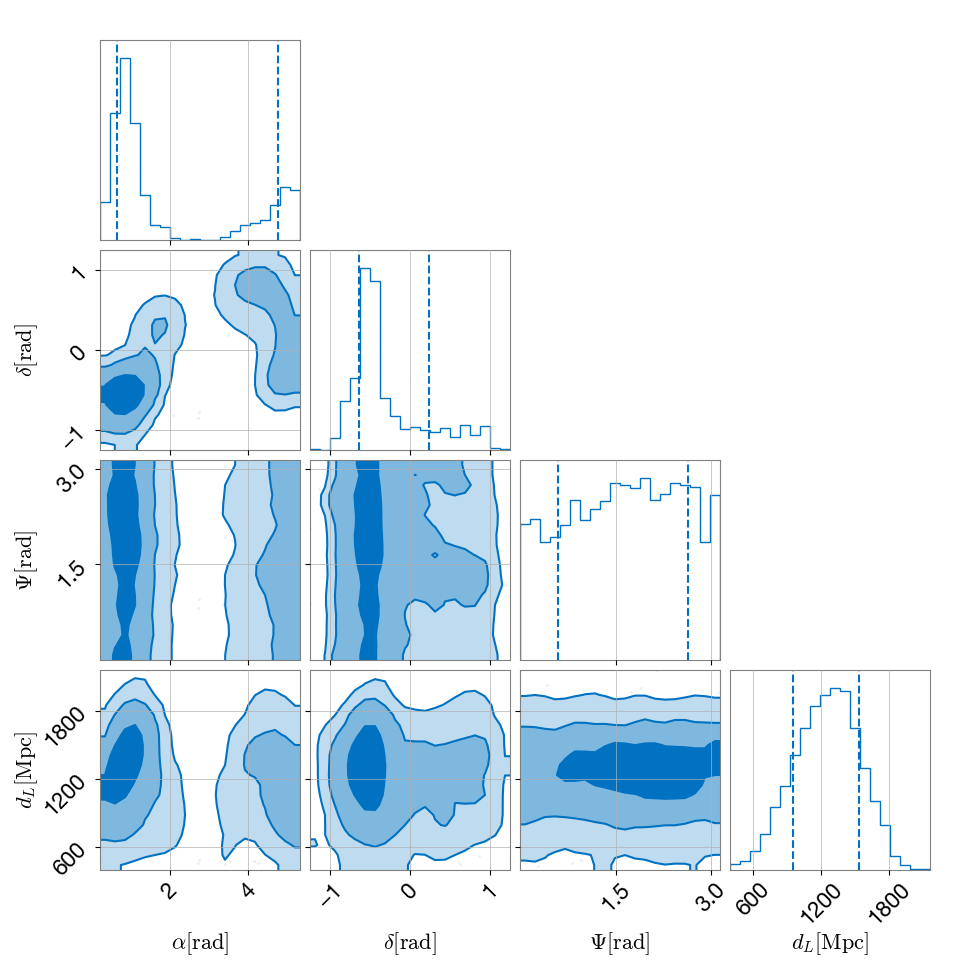 δ[rad]
1
0
−1
Ψ[rad]
3.0
1.5
d_L[Mpc]
1800
1200
600
2 4 −1 0 1 1.5 3.0 600 1200 1800
α[rad] δ[rad] Ψ[rad] d_L[Mpc]